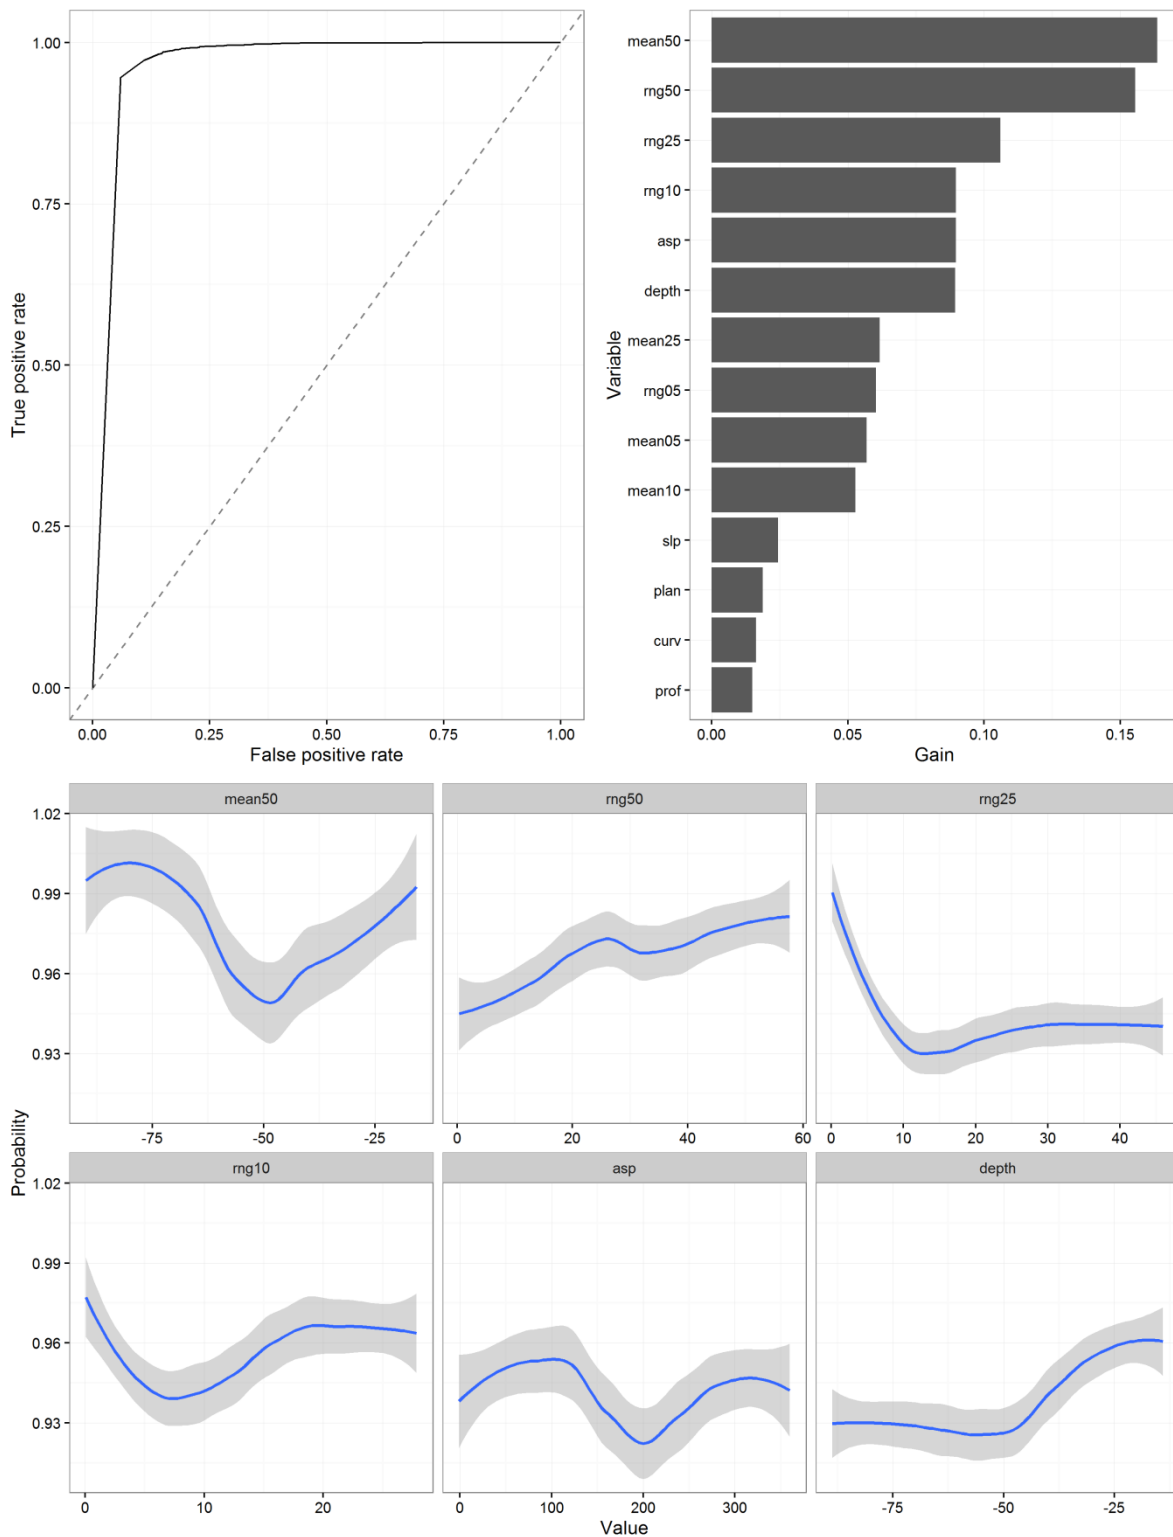 1.00
0.75
0.50
0.25
0.00
True positive rate
0.00 0.25 0.50 0.75 1.00
False positive rate
mean50
rng50
rng25
rng10
asp
depth
mean25
rng05
mean05
mean10
slp
plan
curv
prof
Variable
0.00 0.05 0.10 0.15
Gain
mean50 rng50 rng25
1.02
0.99
0.96
0.93
-75 -50 -25
0 20 40 60
0 10 20 30 40
Probability
rng10 asp depth
1.02
0.99
0.96
0.93
0 10 20
0 100 200 300
-75 -50 -25
Value